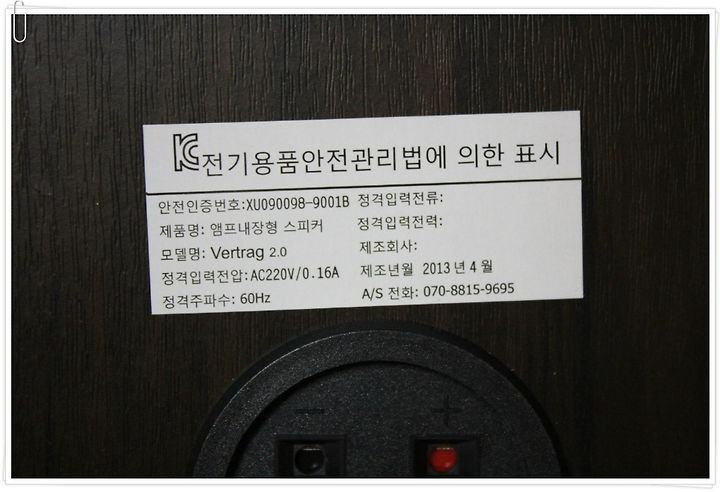 KC 전기용품안전관리법에 의한 표시
안전인증번호:XU090098-9001B 정격입력전류:
제품명: 앰프내장형 스피커 정격입력전력:
모델명: Vertrag 2.0 제조회사:
정격입력전압:AC220V/0.16A 제조년월 2013년 4월
정격주파수: 60Hz A/S 전화: 070-8815-9695
− +